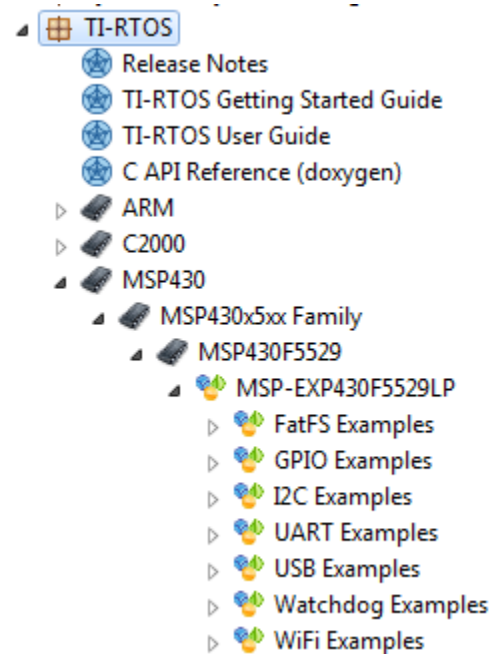 TI-RTOS
Release Notes
TI-RTOS Getting Started Guide
TI-RTOS User Guide
C API Reference (doxygen)
ARM
C2000
MSP430
MSP430x5xx Family
MSP430F5529
MSP-EXP430F5529LP
FatFS Examples
GPIO Examples
I2C Examples
UART Examples
USB Examples
Watchdog Examples
WiFi Examples